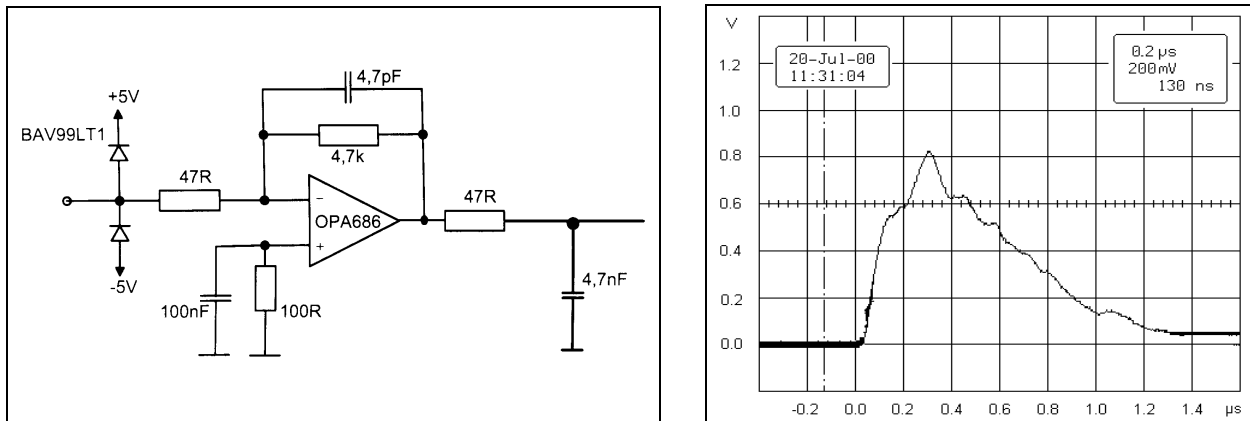 4,7pF
+5V
BAV99LT1
4,7k
47R
−
OPA686
47R
+
-5V
100nF
100R
4,7nF
V
20-Jul-00
11:31:04
0.2 µs
200mV
130 ns
1.2
1.0
0.8
0.6
0.4
0.2
0.0
-0.2 0.0 0.2 0.4 0.6 0.8 1.0 1.2 1.4 µs